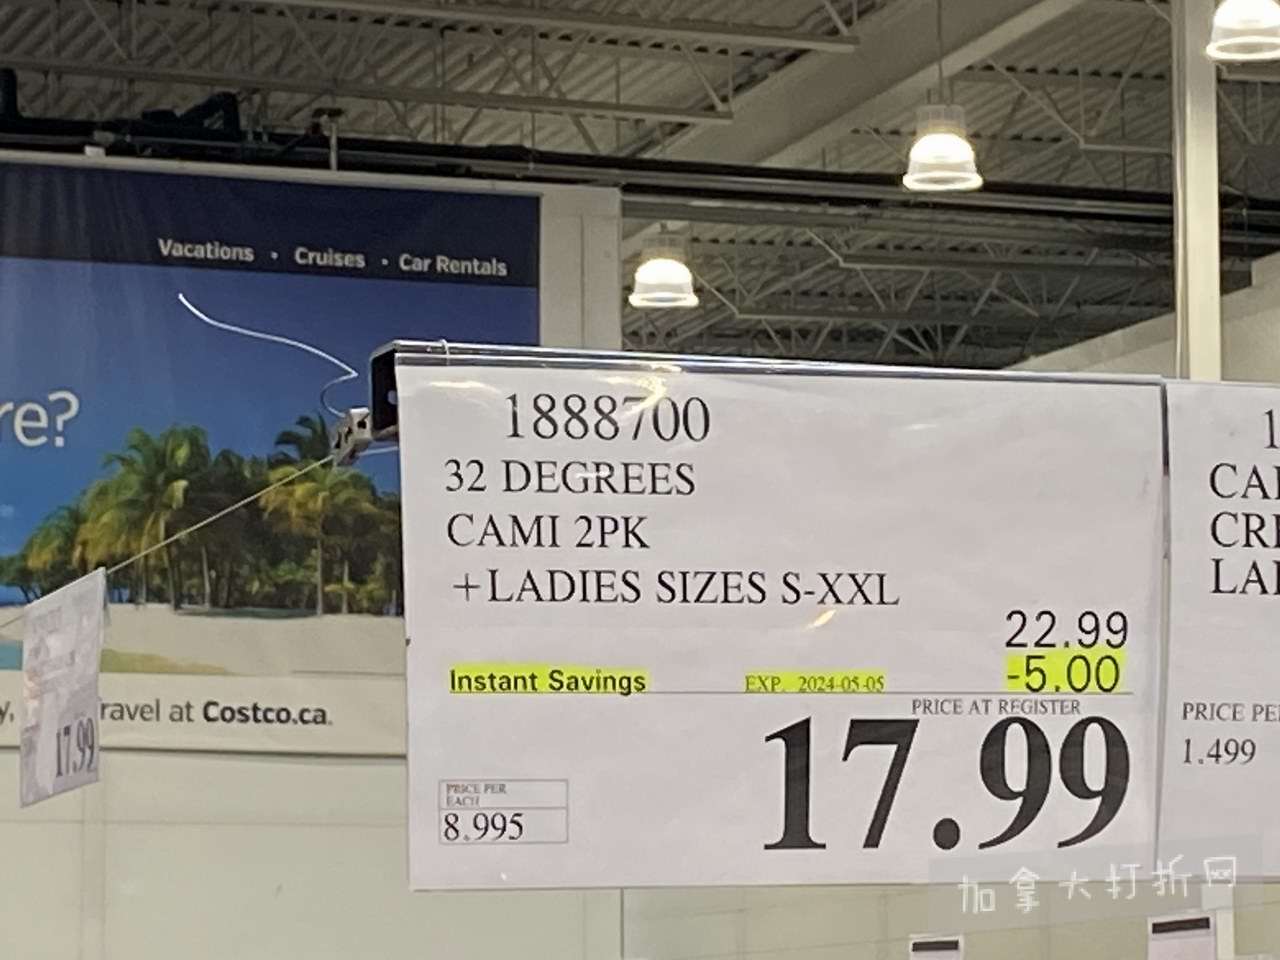 Vacations • Cruises • Car Rentals
re?
ravel at Costco.ca.
17.99
1888700
32 DEGREES
CAMI 2PK
+LADIES SIZES S-XXL
22.99
Instant Savings EXP. 2024-05-05 -5.00
PRICE AT REGISTER
17.99
PRICE PER
EACH
8.995
1
CA
CR
LA
PRICE PE
1.499
加拿大打折网